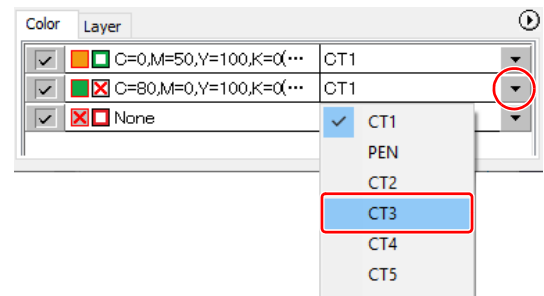 Color Layer
C=0,M=50,Y=100,K=0(··· CT1
C=80,M=0,Y=100,K=0(··· CT1
None
CT1
PEN
CT2
CT3
CT4
CT5